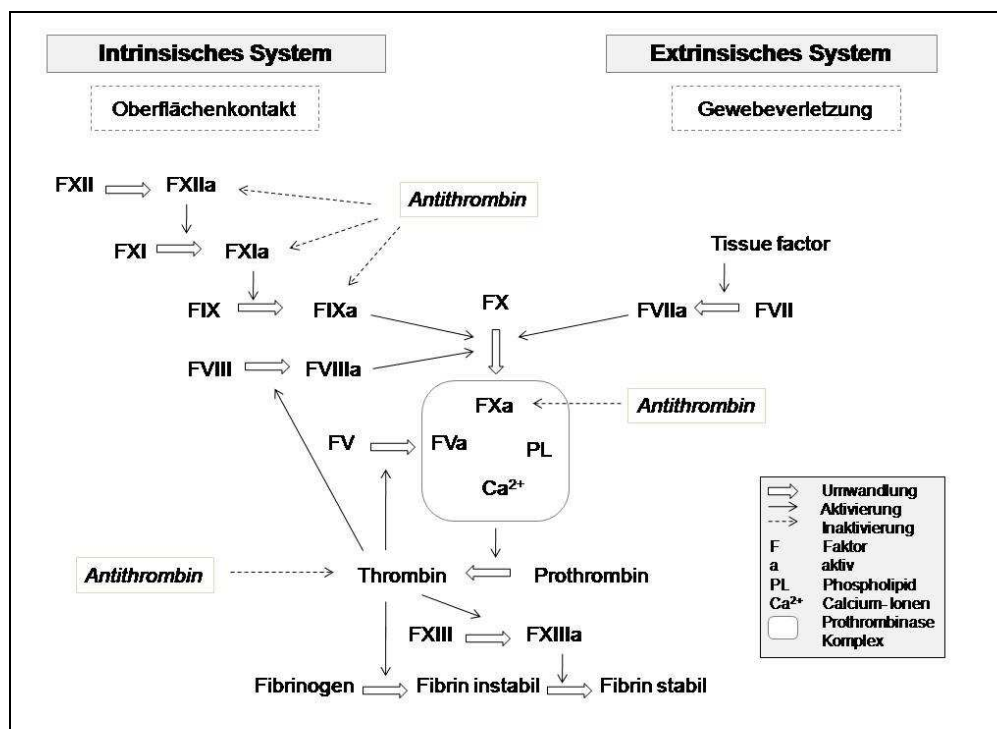 Intrinsisches System
Extrinsisches System
Oberflächenkontakt
Gewebeverletzung
FXII FXIIa
Antithrombin
FXI FXIa
Tissue factor
FIX FIXa
FX
FVIIa FVII
FVIII FVIIIa
FXa
Antithrombin
FV FVa
PL
Ca²⁺
Antithrombin
Thrombin Prothrombin
FXIII FXIIIa
Fibrinogen Fibrin instabil Fibrin stabil
Umwandlung
Aktivierung
Inaktivierung
F Faktor
a aktiv
PL Phospholipid
Ca²⁺ Calcium-Ionen
Prothrombinase
Komplex